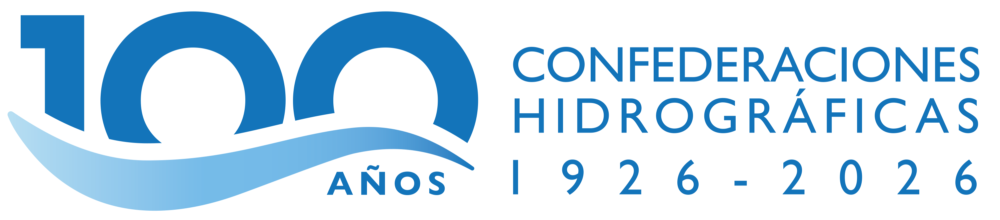 100
AÑOS
CONFEDERACIONES
HIDROGRÁFICAS
1926-2026